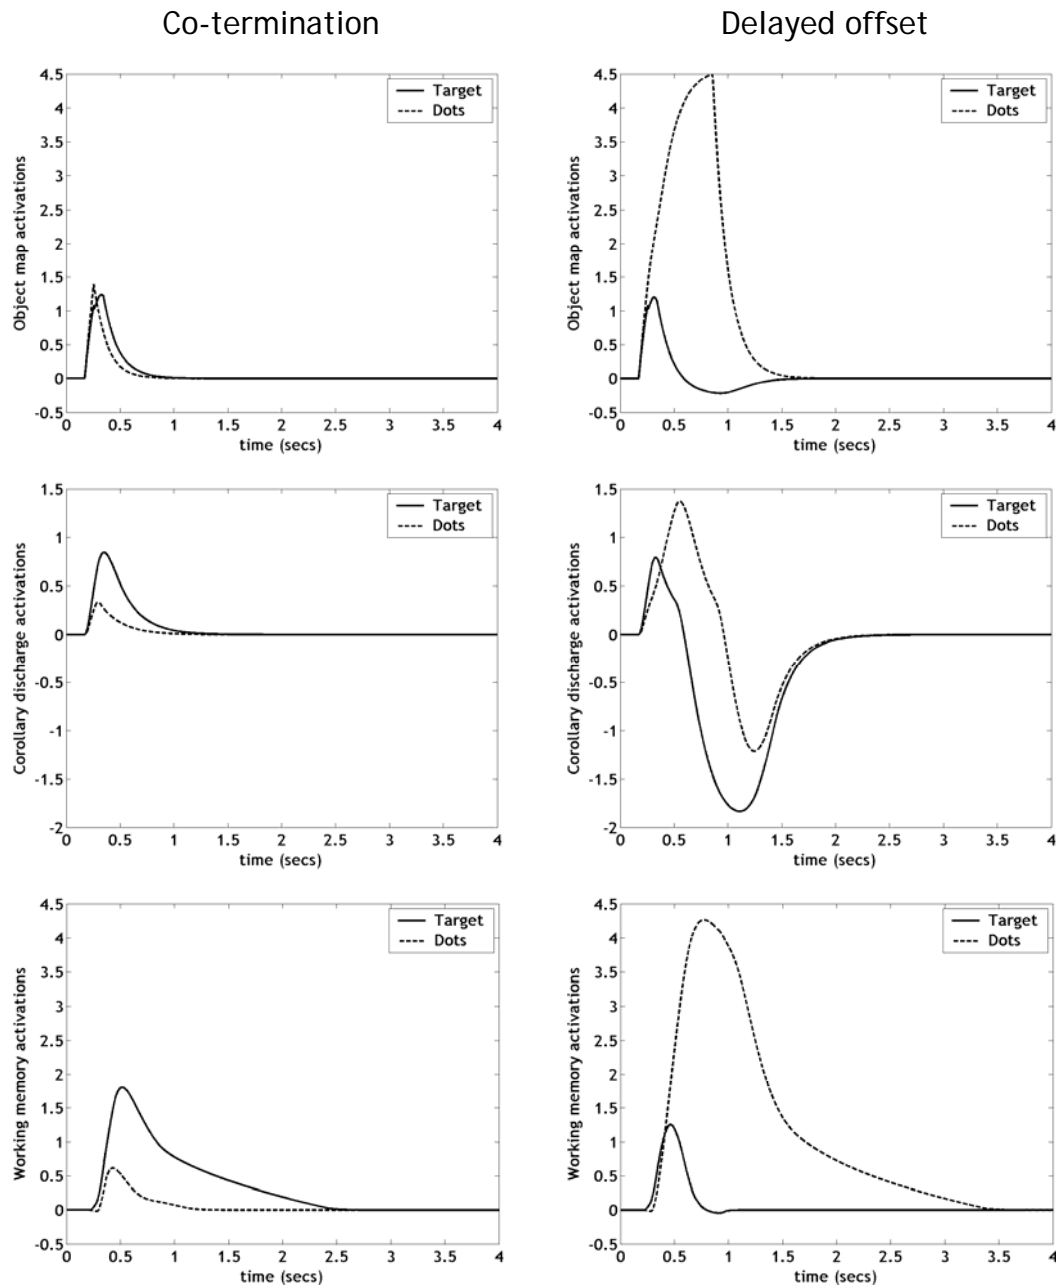 Co-termination
Delayed offset
Object map activations
4.5
4
3.5
3
2.5
2
1.5
1
0.5
0
-0.5
Target
Dots
0 0.5 1 1.5 2 2.5 3 3.5 4
time (secs)
Object map activations
4.5
4
3.5
3
2.5
2
1.5
1
0.5
0
-0.5
Target
Dots
0 0.5 1 1.5 2 2.5 3 3.5 4
time (secs)
Corollary discharge activations
1.5
1
0.5
0
-0.5
-1
-1.5
-2
Target
Dots
0 0.5 1 1.5 2 2.5 3 3.5 4
time (secs)
Corollary discharge activations
1.5
1
0.5
0
-0.5
-1
-1.5
-2
Target
Dots
0 0.5 1 1.5 2 2.5 3 3.5 4
time (secs)
Working memory activations
4.5
4
3.5
3
2.5
2
1.5
1
0.5
0
-0.5
Target
Dots
0 0.5 1 1.5 2 2.5 3 3.5 4
time (secs)
Working memory activations
4.5
4
3.5
3
2.5
2
1.5
1
0.5
0
-0.5
Target
Dots
0 0.5 1 1.5 2 2.5 3 3.5 4
time (secs)